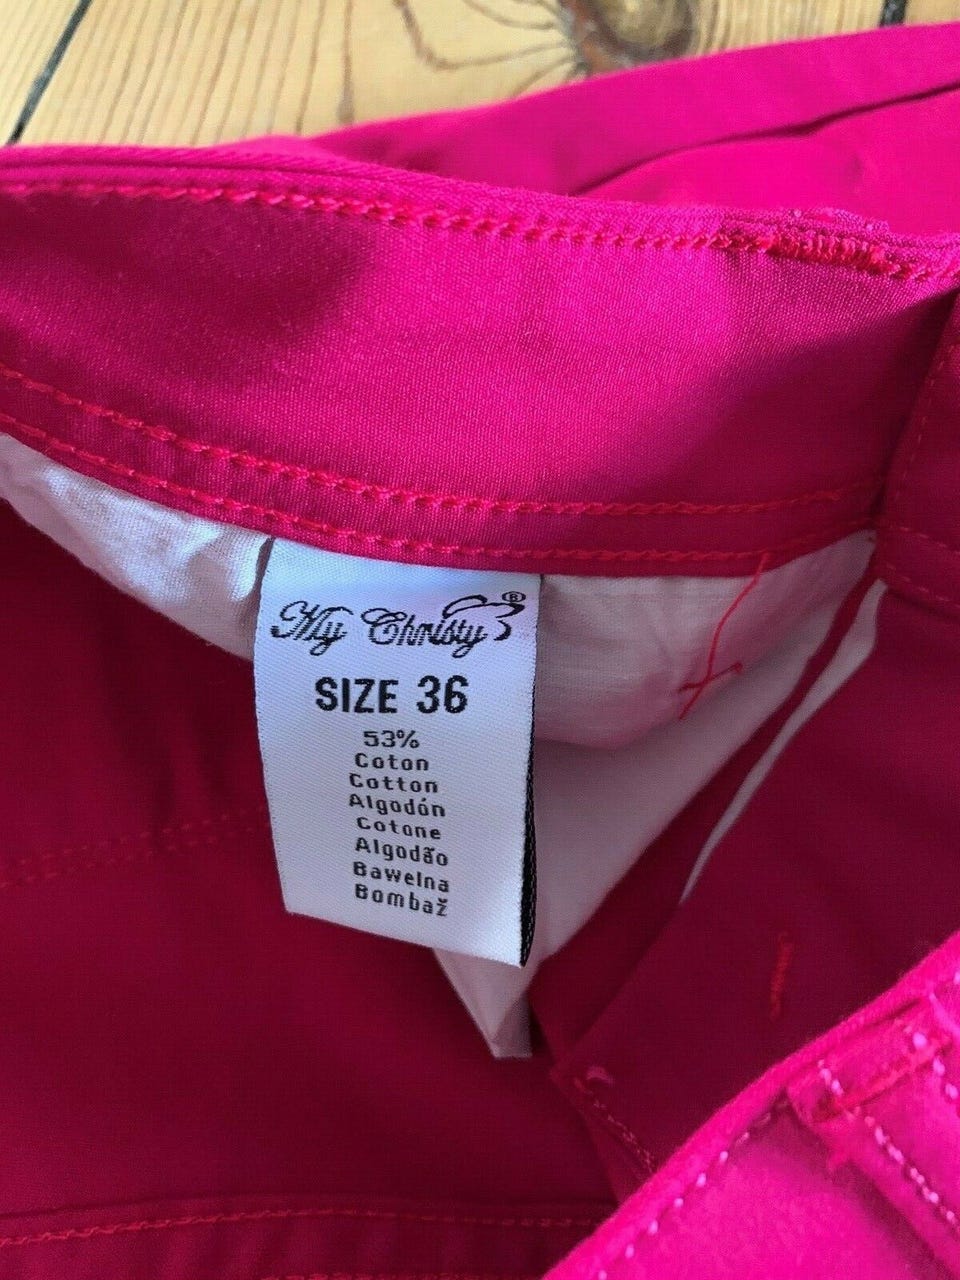 My Christy ®
SIZE 36
53%
Coton
Cotton
Algodón
Cotone
Algodão
Bawelna
Bombaž